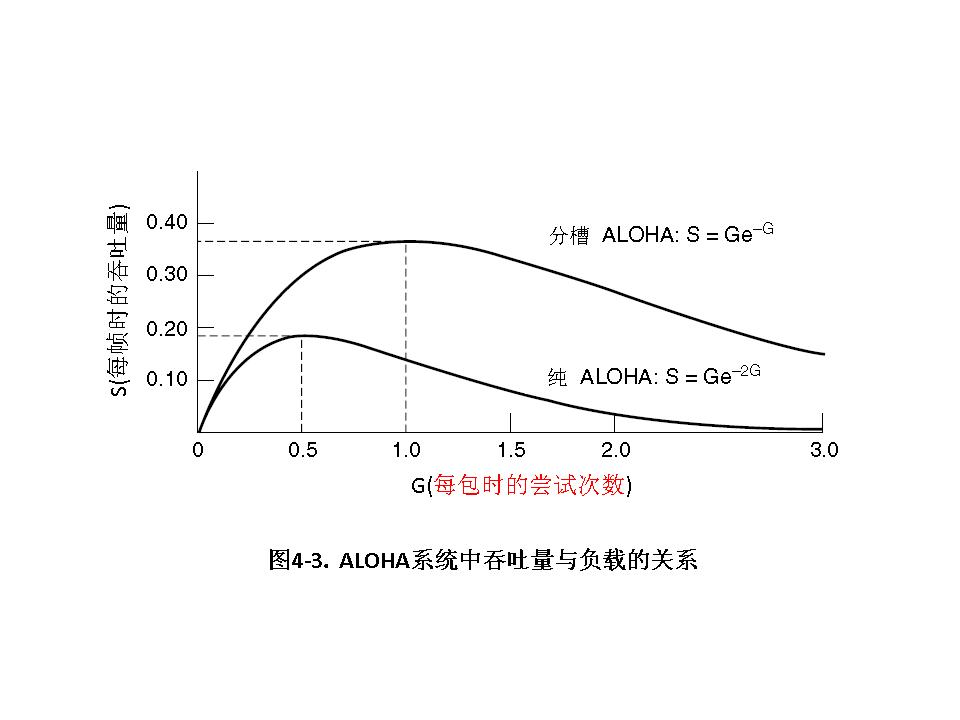 S(每帧时的吞吐量)
0.40
0.30
0.20
0.10
分槽 ALOHA: S = Ge–G
纯 ALOHA: S = Ge–2G
0 0.5 1.0 1.5 2.0 3.0
G(每包时的尝试次数)
图4-3. ALOHA系统中吞吐量与负载的关系